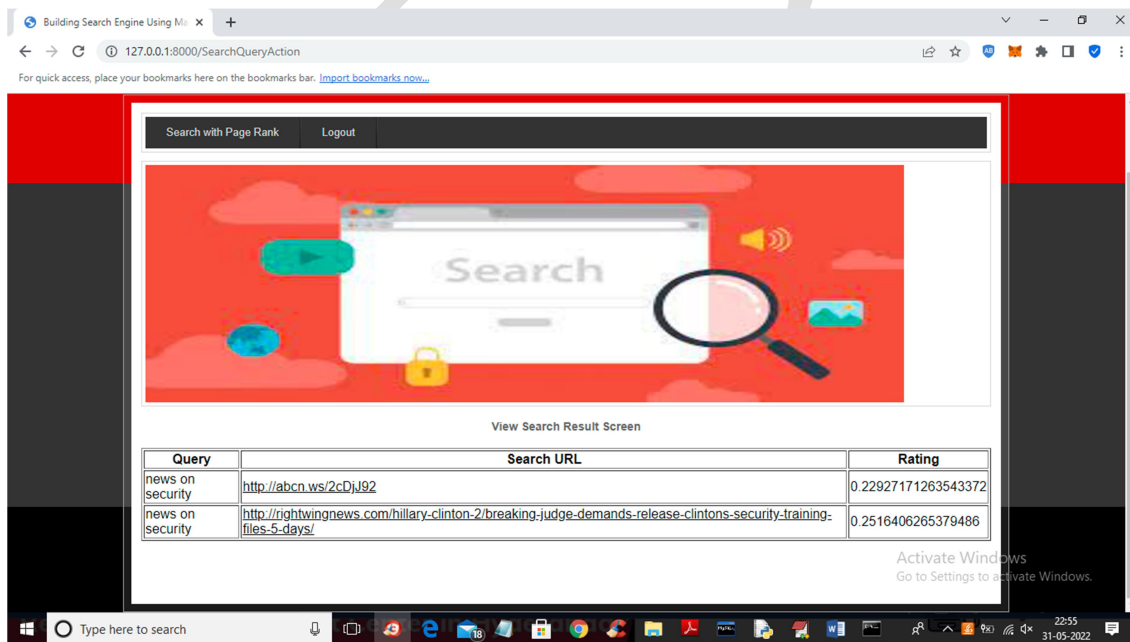 Building Search Engine Using Ma
127.0.0.1:8000/SearchQueryAction
For quick access, place your bookmarks here on the bookmarks bar. Import bookmarks now...
Search with Page Rank Logout
Search
View Search Result Screen
Query Search URL Rating
news on
security
http://abcn.ws/2cDjJ92
0.22927171263543372
news on
security
http://rightwingnews.com/hillary-clinton-2/breaking-judge-demands-release-clintons-security-training-
files-5-days/
0.2516406265379486
Activate Windows
Go to Settings to activate Windows.
Type here to search
18
22:55
31-05-2022